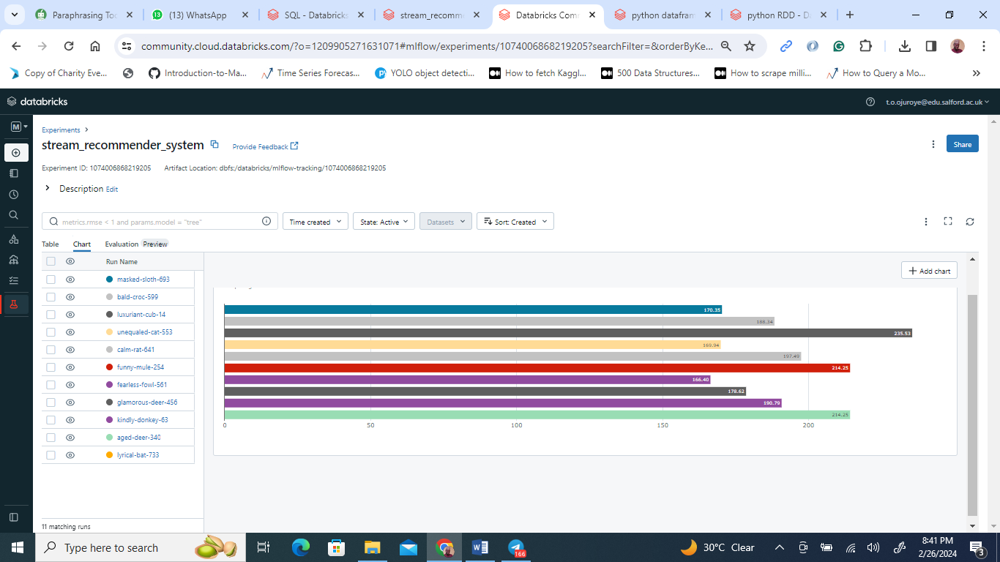 Paraphrasing Too
(13) WhatsApp
SQL - Databricks
stream_recomme
Databricks Com
python datafram
python RDD - Da
community.cloud.databricks.com/?o=1209905271631071#mlflow/experiments/1074006868219205?searchFilter=&orderByKe...
Copy of Charity Eve...
Introduction-to-Ma...
Time Series Forecas...
YOLO object detecti...
How to fetch Kaggl...
500 Data Structures...
How to scrape milli...
How to Query a Mo...
databricks
t.o.ojuroye@edu.salford.ac.uk
M
Experiments
stream_recommender_system
Provide Feedback
Share
Experiment ID: 1074006868219205
Artifact Location: dbfs:/databricks/mlflow-tracking/1074006868219205
Description Edit
metrics.rmse < 1 and params.model = "tree"
Time created
State: Active
Datasets
Sort: Created
Table
Chart
Evaluation Preview
Run Name
Add chart
masked-sloth-693
bald-croc-599
luxuriant-cub-14
unequaled-cat-553
calm-rat-641
funny-mule-254
fearless-fowl-561
glamorous-deer-456
kindly-donkey-63
aged-deer-340
lyrical-bat-733
170.35
188.34
235.53
169.94
197.49
214.25
166.40
178.62
190.79
214.25
0
50
100
150
200
11 matching runs
Type here to search
166
30°C Clear
8:41 PM
2/26/2024
3